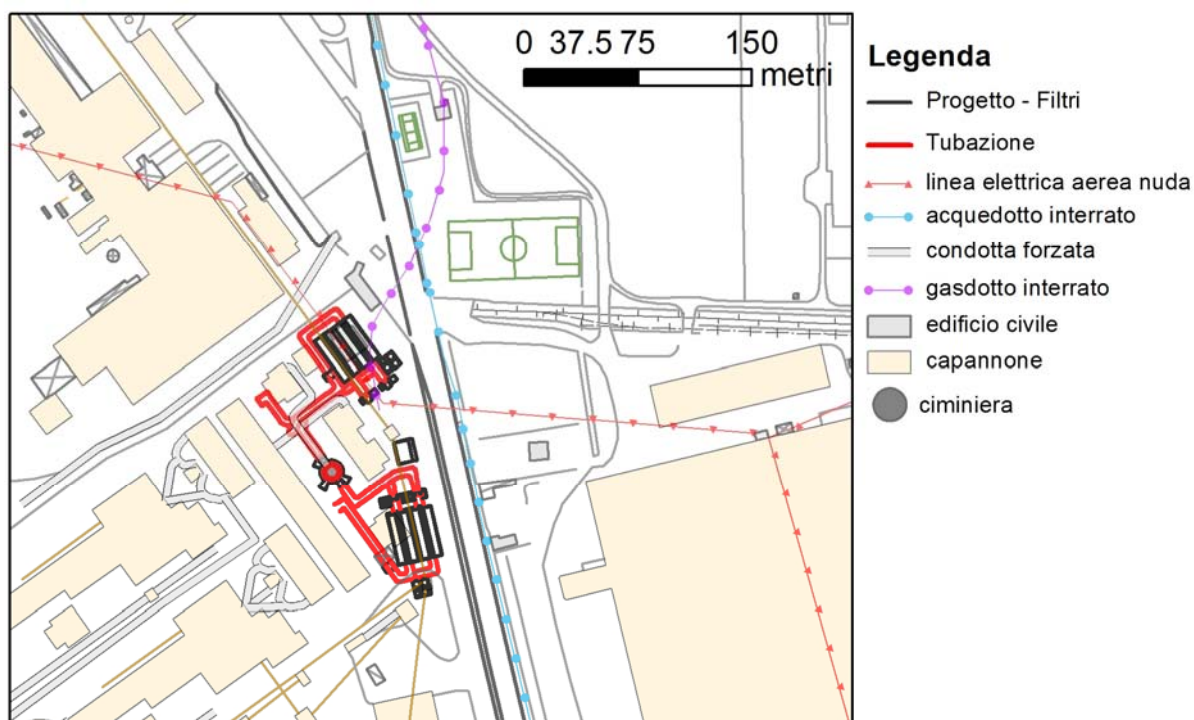 0 37.5 75 150
metri
Legenda
Progetto - Filtri
Tubazione
linea elettrica aerea nuda
acquedotto interrato
condotta forzata
gasdotto interrato
edificio civile
capannone
ciminiera